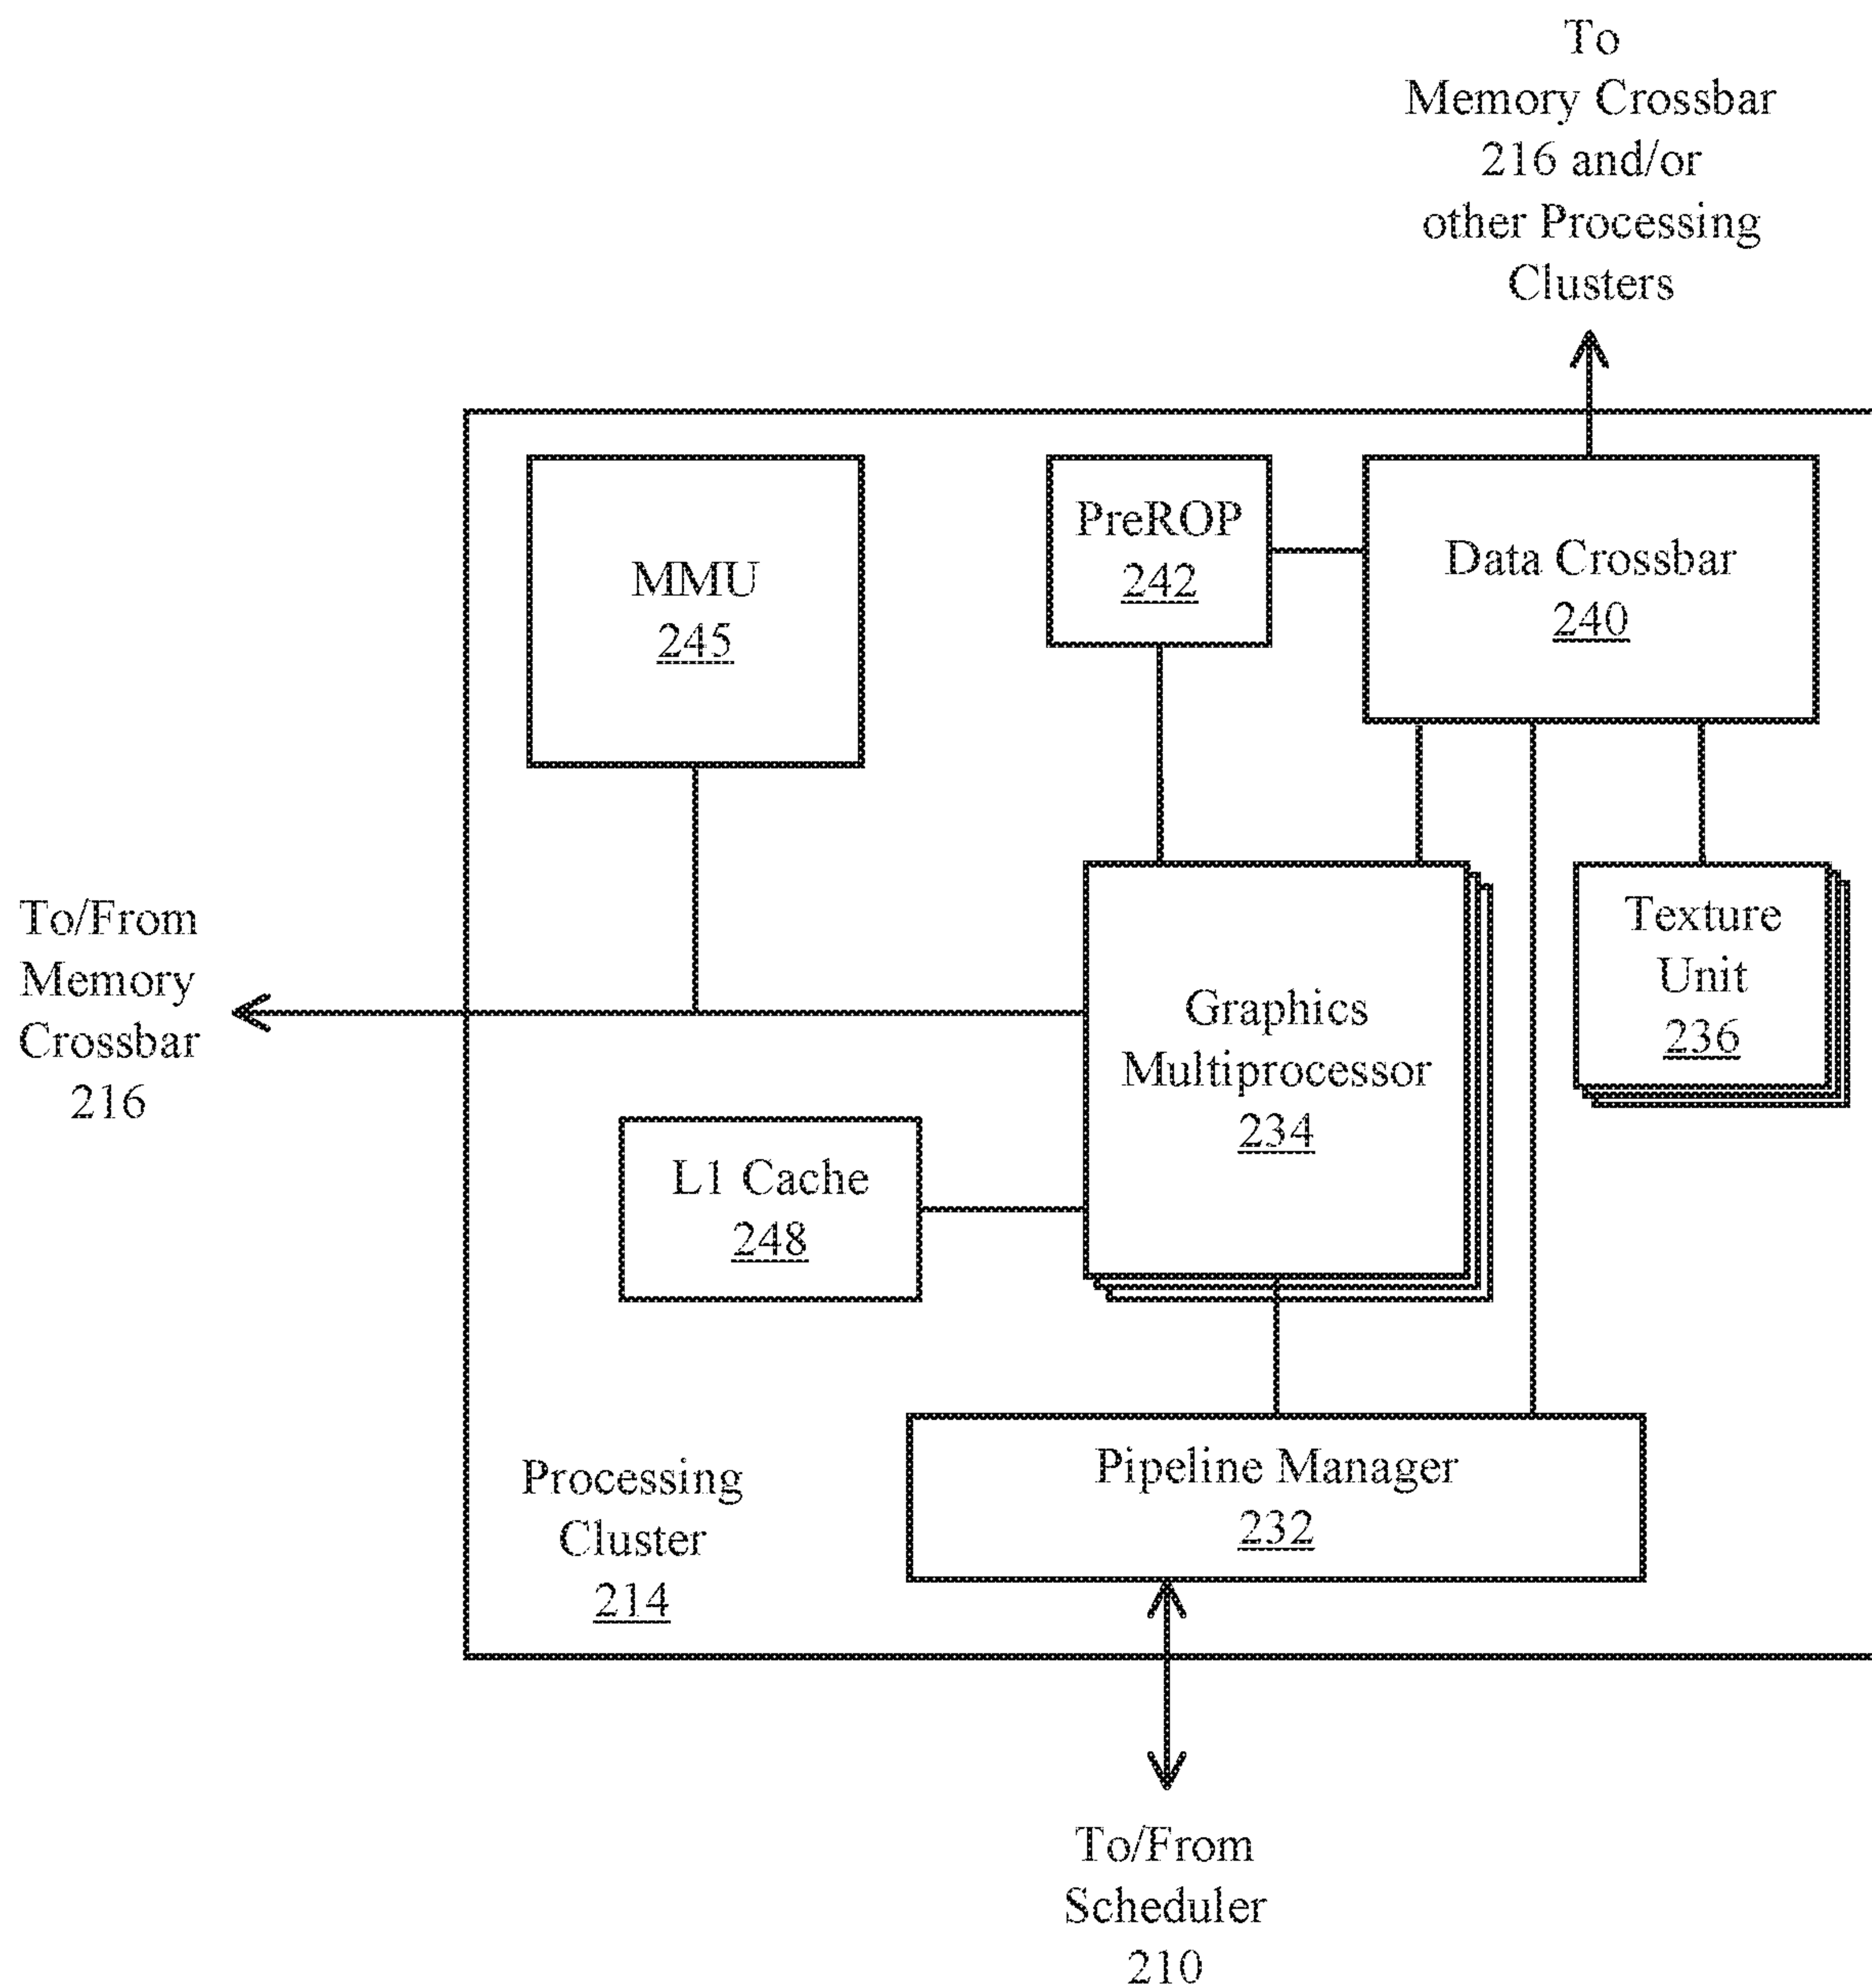 To
Memory Crossbar
216 and/or
other Processing
Clusters
MMU
245
PreROP
242
Data Crossbar
240
To/From
Memory
Crossbar
216
Graphics
Multiprocessor
234
Texture
Unit
236
L1 Cache
248
Processing
Cluster
214
Pipeline Manager
232
To/From
Scheduler
210